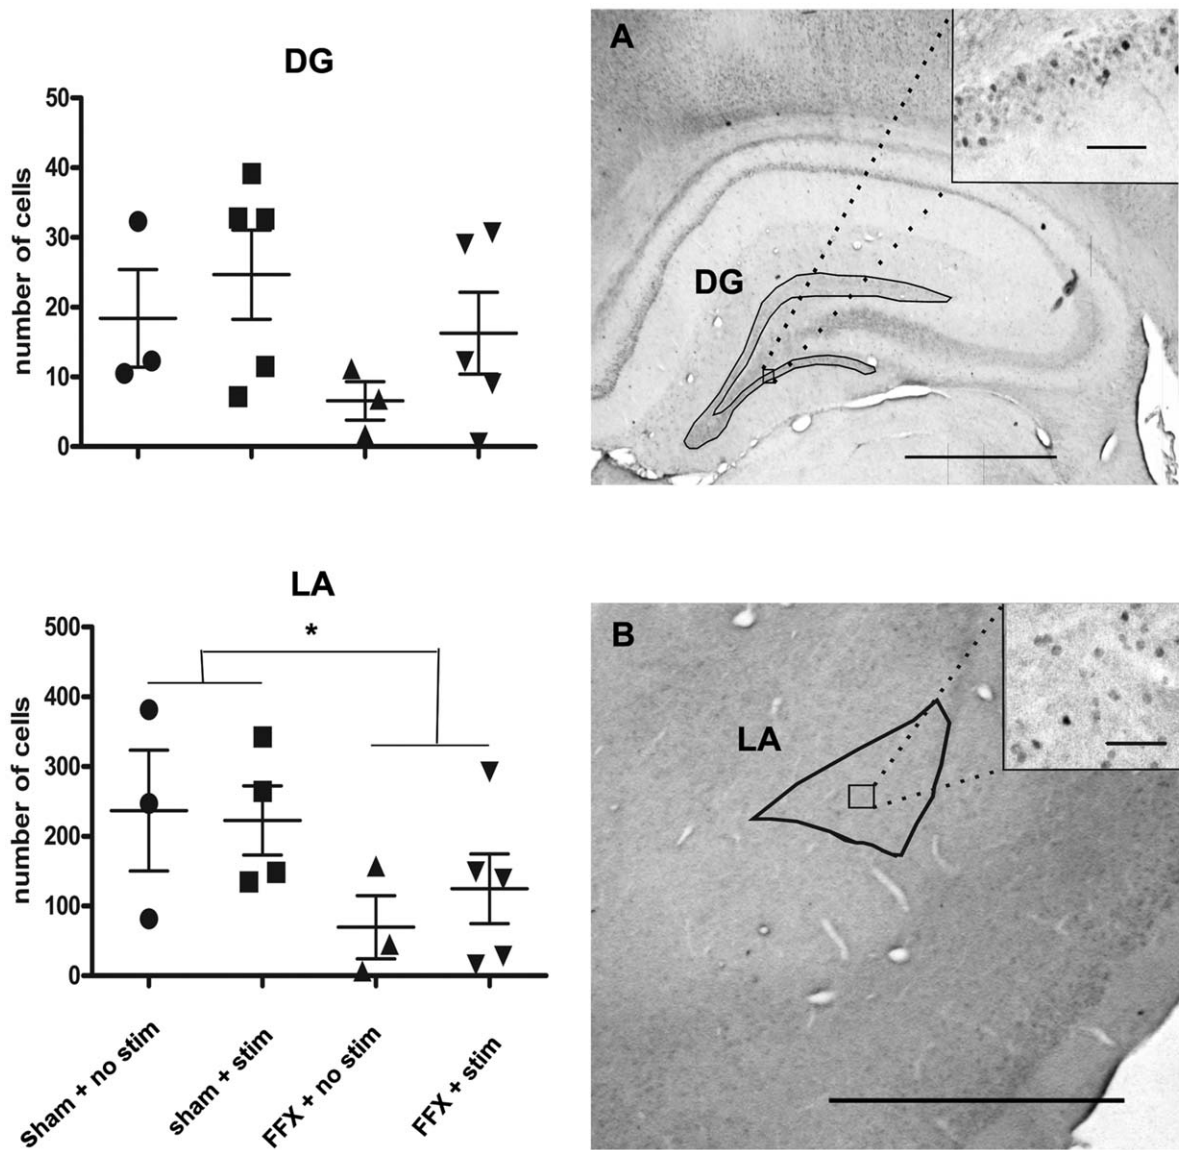 DG
50
40
30
20
10
0
number of cells
A
DG
LA
500
400
300
200
100
0
number of cells
*
Sham + no stim
sham + stim
FFX + no stim
FFX + stim
B
LA